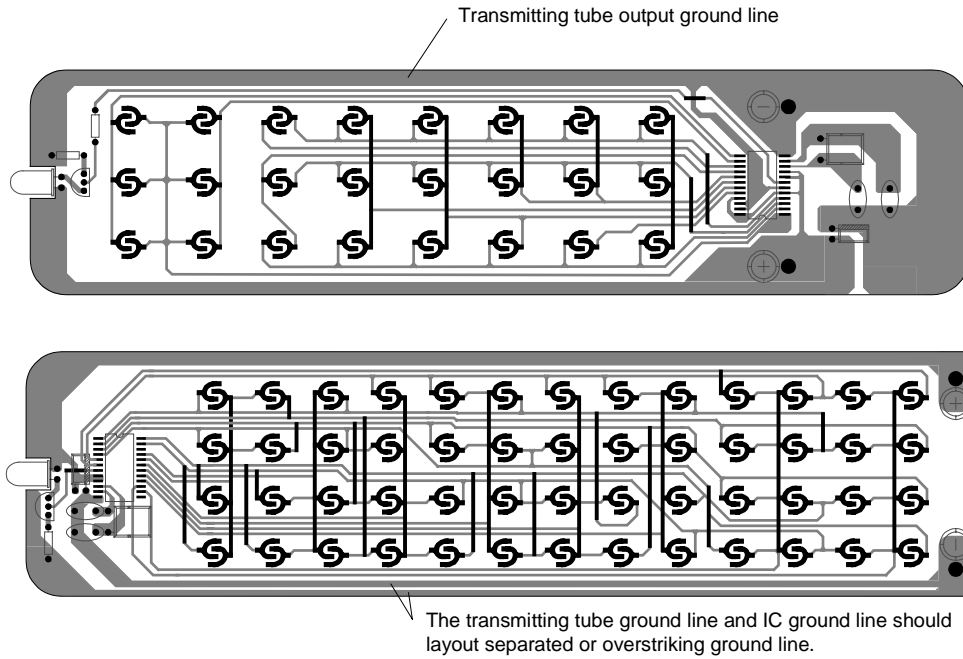 Transmitting tube output ground line
The transmitting tube ground line and IC ground line should
layout separated or overstriking ground line.